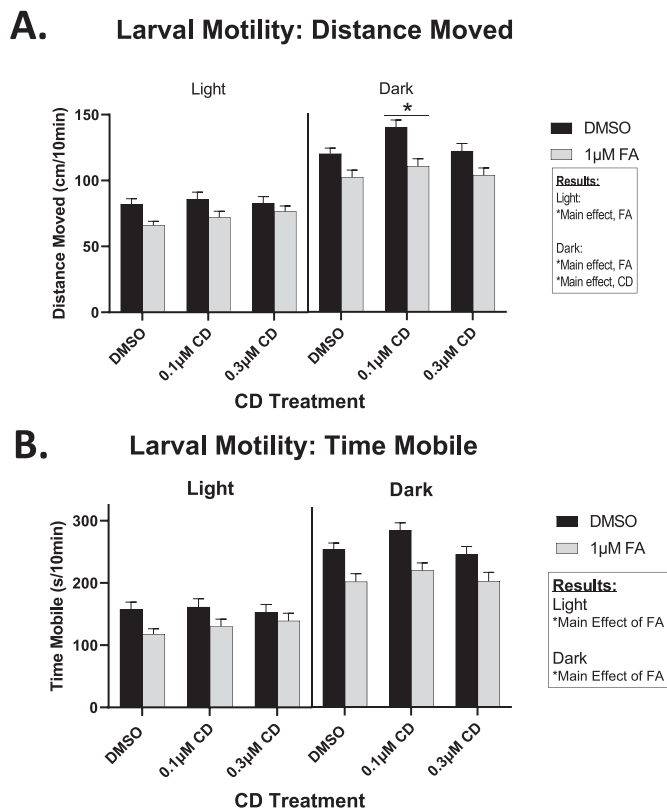 A. Larval Motility: Distance Moved
Light
Dark
*
150
100
50
0
Distance Moved (cm/10min)
DMSO
0.1µM CD
0.3µM CD
DMSO
0.1µM CD
0.3µM CD
CD Treatment
DMSO
1µM FA
Results:
Light:
*Main effect, FA
Dark:
*Main effect, FA
*Main effect, CD
B. Larval Motility: Time Mobile
Light
Dark
300
200
100
0
Time Mobile (s/10min)
DMSO
0.1µM CD
0.3µM CD
DMSO
0.1µM CD
0.3µM CD
CD Treatment
DMSO
1µM FA
Results:
Light
*Main Effect of FA
Dark
*Main Effect of FA